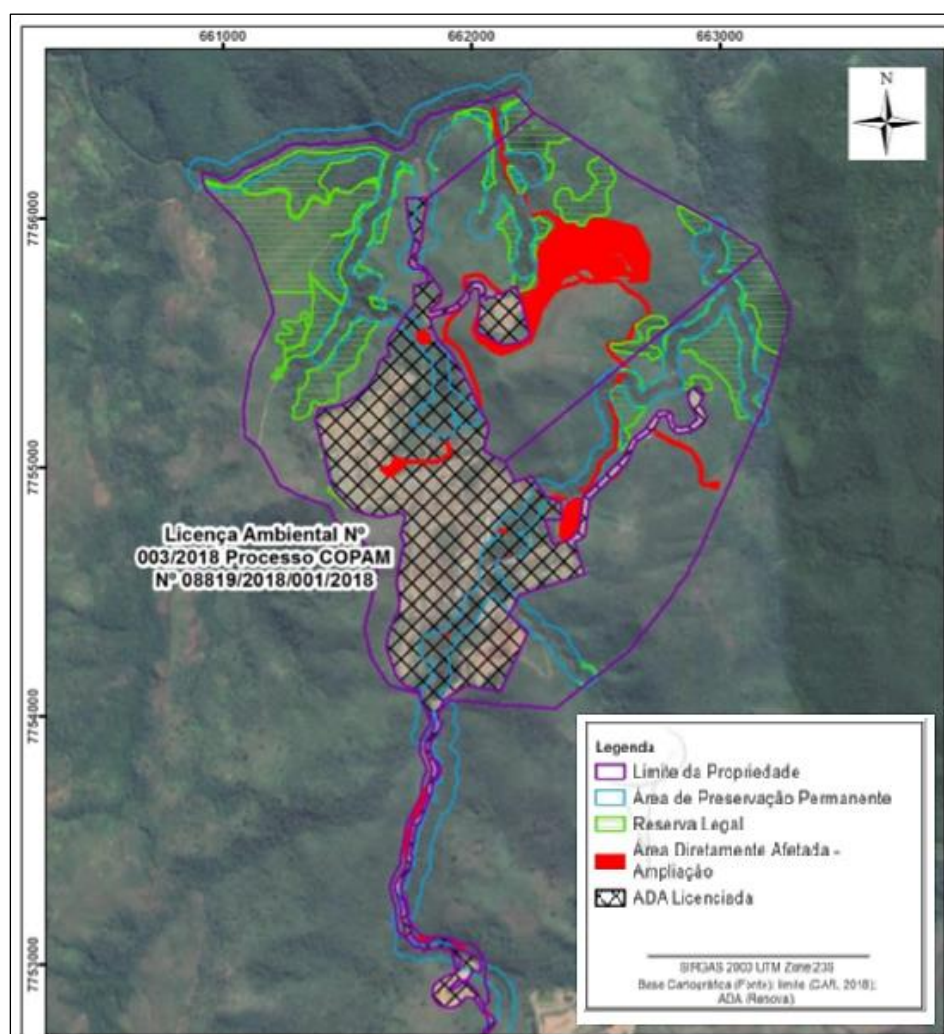 661000 662000 663000
N
7756000
7755000
7754000
7753000
Licença Ambiental Nº
003/2018 Processo COPAM
Nº 08819/2018/001/2018
Legenda
Limite da Propriedade
Área de Preservação Permanente
Reserva Legal
Área Diretamente Afetada -
Ampliação
ADA Licenciada
SIRGAS 2000 UTM Zone 23S
Base Cartográfica (Fonte): limite (CAR, 2018);
ADA (Renova)